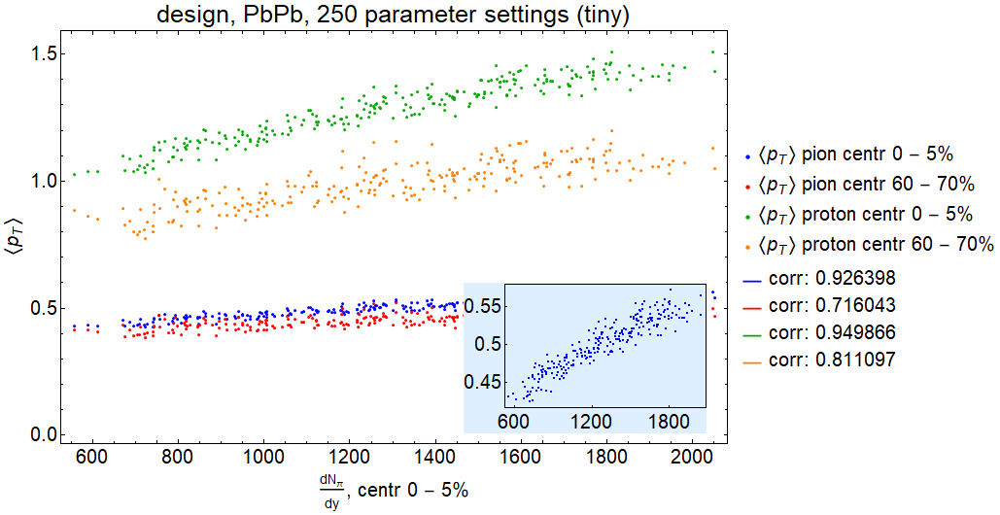 design, PbPb, 250 parameter settings (tiny)
1.5
1.0
0.5
0.0
⟨p_T⟩
600 800 1000 1200 1400 1600 1800 2000
dN_π
dy
, centr 0 – 5%
0.55
0.5
0.45
600 1200 1800
⟨p_T⟩ pion centr 0 – 5%
⟨p_T⟩ pion centr 60 – 70%
⟨p_T⟩ proton centr 0 – 5%
⟨p_T⟩ proton centr 60 – 70%
corr: 0.926398
corr: 0.716043
corr: 0.949866
corr: 0.811097